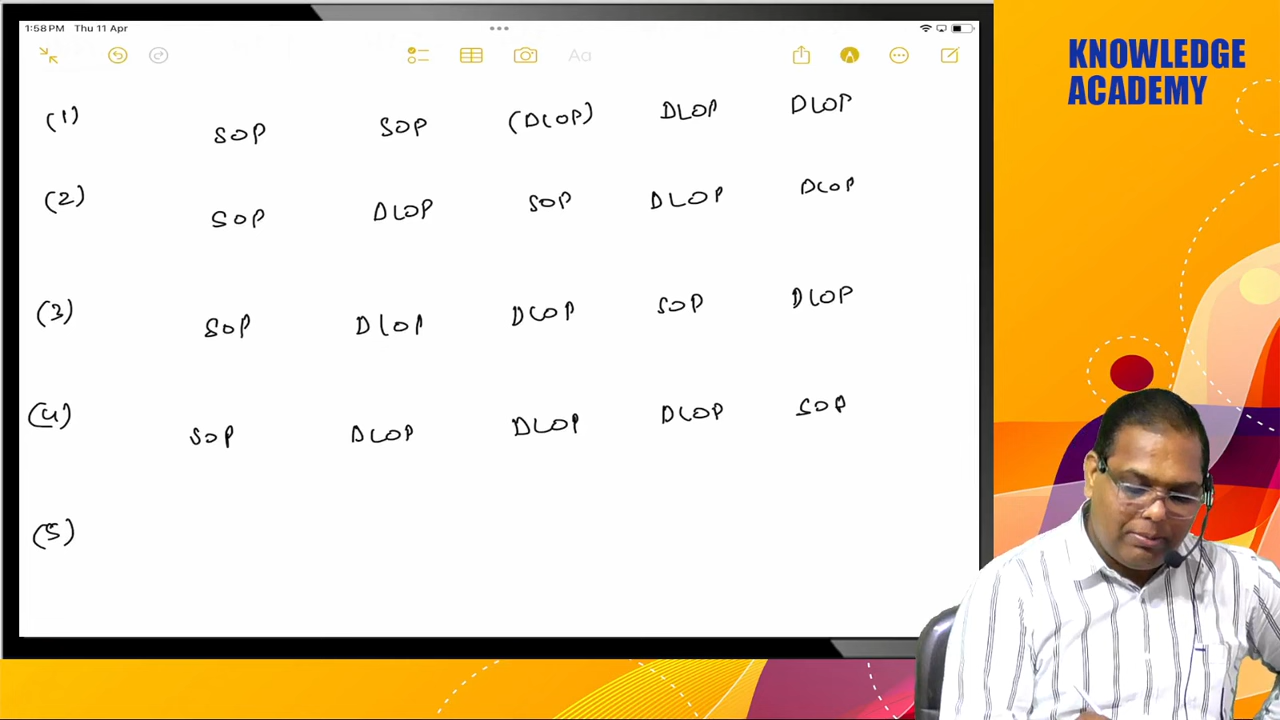 1:58 PM Thu 11 Apr
KNOWLEDGE
ACADEMY
Aa
(1) SOP SOP (DLOP) DLOP DLOP
(2) SOP DLOP SOP DLOP DLOP
(3) SOP DLOP DLOP SOP DLOP
(4) SOP DLOP DLOP DLOP SOP
(5)